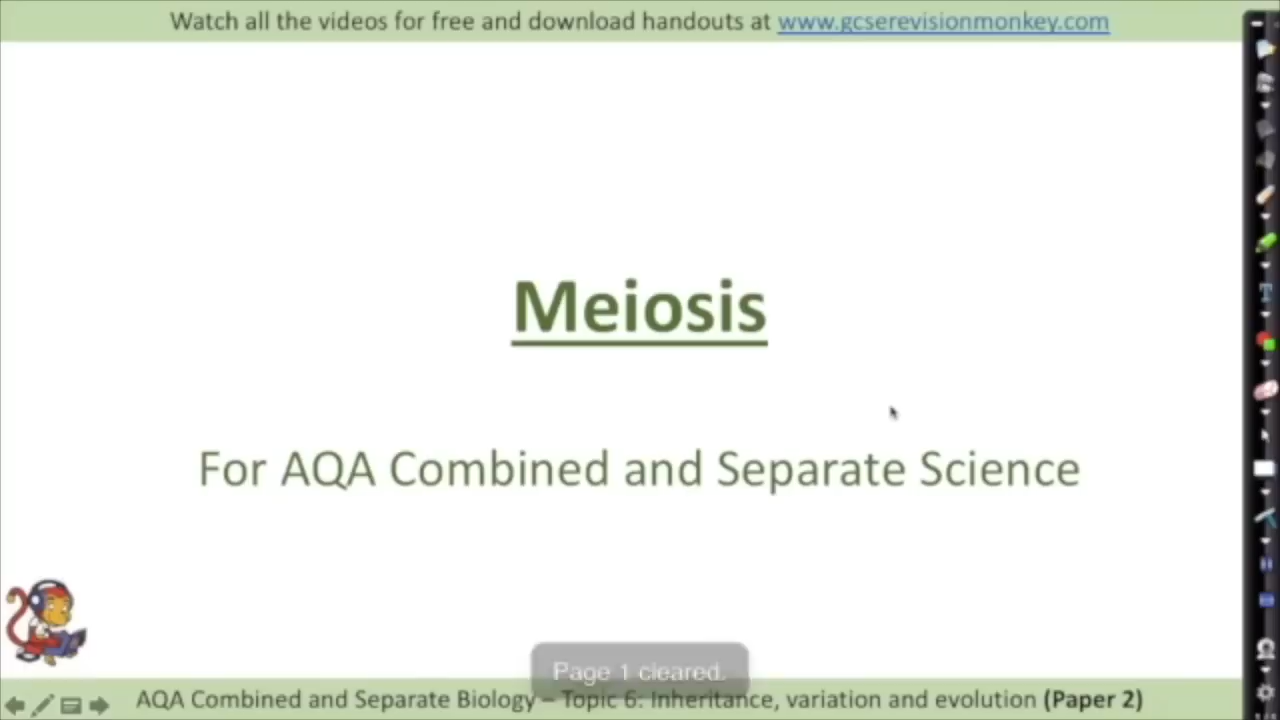 Watch all the videos for free and download handouts at www.gcserevisionmonkey.com
Meiosis
For AQA Combined and Separate Science
Page 1 cleared.
AQA Combined and Separate Biology – Topic 6: Inheritance, variation and evolution (Paper 2)